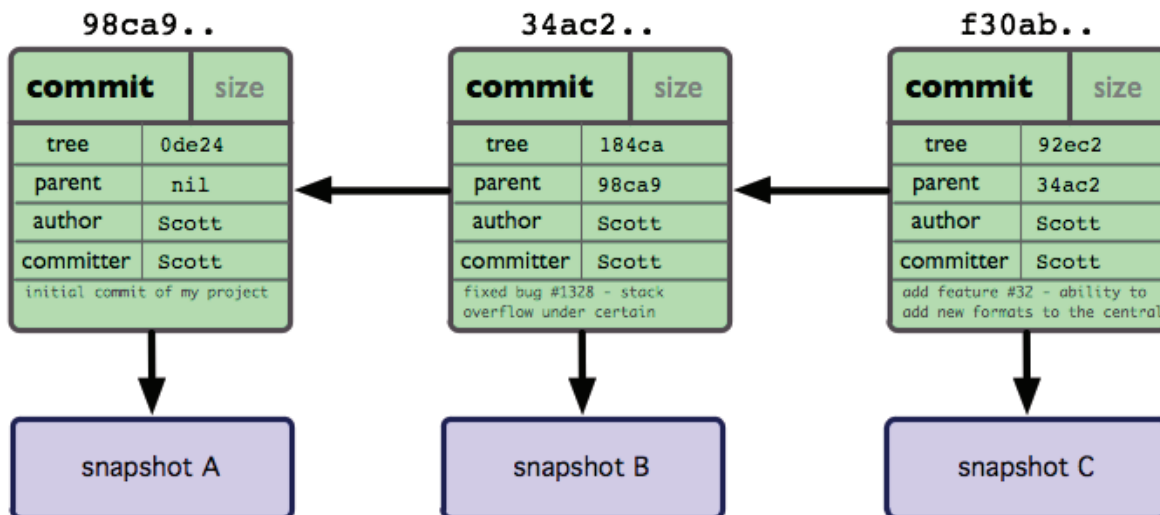 98ca9..
commit size
tree 0de24
parent nil
author Scott
committer Scott
initial commit of my project
snapshot A
34ac2..
commit size
tree 184ca
parent 98ca9
author Scott
committer Scott
fixed bug #1328 - stack
overflow under certain
snapshot B
f30ab..
commit size
tree 92ec2
parent 34ac2
author Scott
committer Scott
add feature #32 - ability to
add new formats to the central
snapshot C